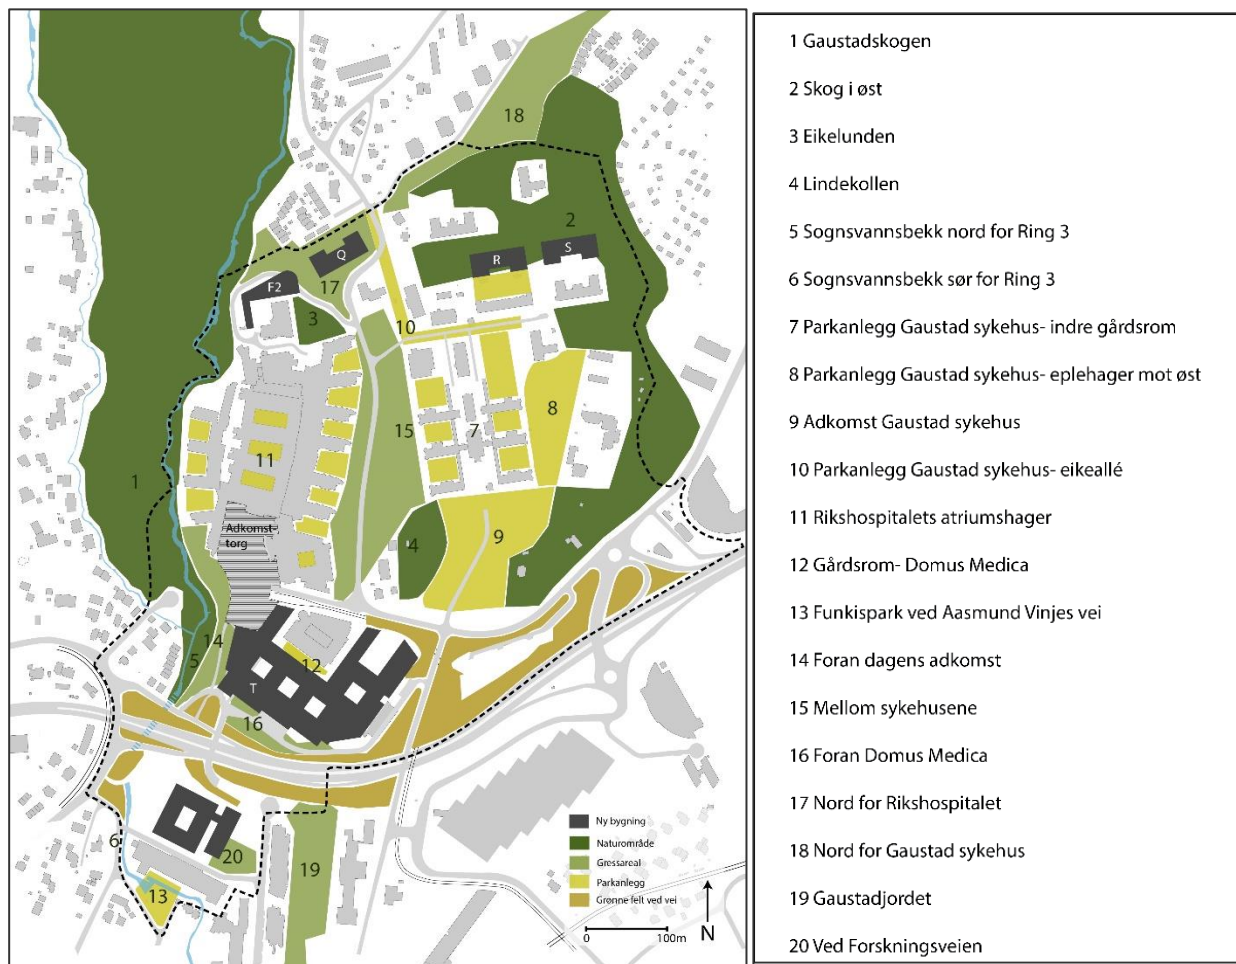 18
2
Q
R
S
F2
17
3
10
8
15
7
11
1
Adkomst-
torg
9
4
14
5
12
T
16
6
20
19
13
Ny bygning
Naturområde
Gressareal
Parkanlegg
Grønne felt ved vei
0
100m
N
1 Gaustadskogen
2 Skog i øst
3 Eikelunden
4 Lindekollen
5 Sognsvannsbekk nord for Ring 3
6 Sognsvannsbekk sør for Ring 3
7 Parkanlegg Gaustad sykehus- indre gårdsrom
8 Parkanlegg Gaustad sykehus- eplehager mot øst
9 Adkomst Gaustad sykehus
10 Parkanlegg Gaustad sykehus- eikeallé
11 Rikshospitalets atriumshager
12 Gårdsrom- Domus Medica
13 Funkispark ved Aasmund Vinjes vei
14 Foran dagens adkomst
15 Mellom sykehusene
16 Foran Domus Medica
17 Nord for Rikshospitalet
18 Nord for Gaustad sykehus
19 Gaustadjordet
20 Ved Forskningsveien